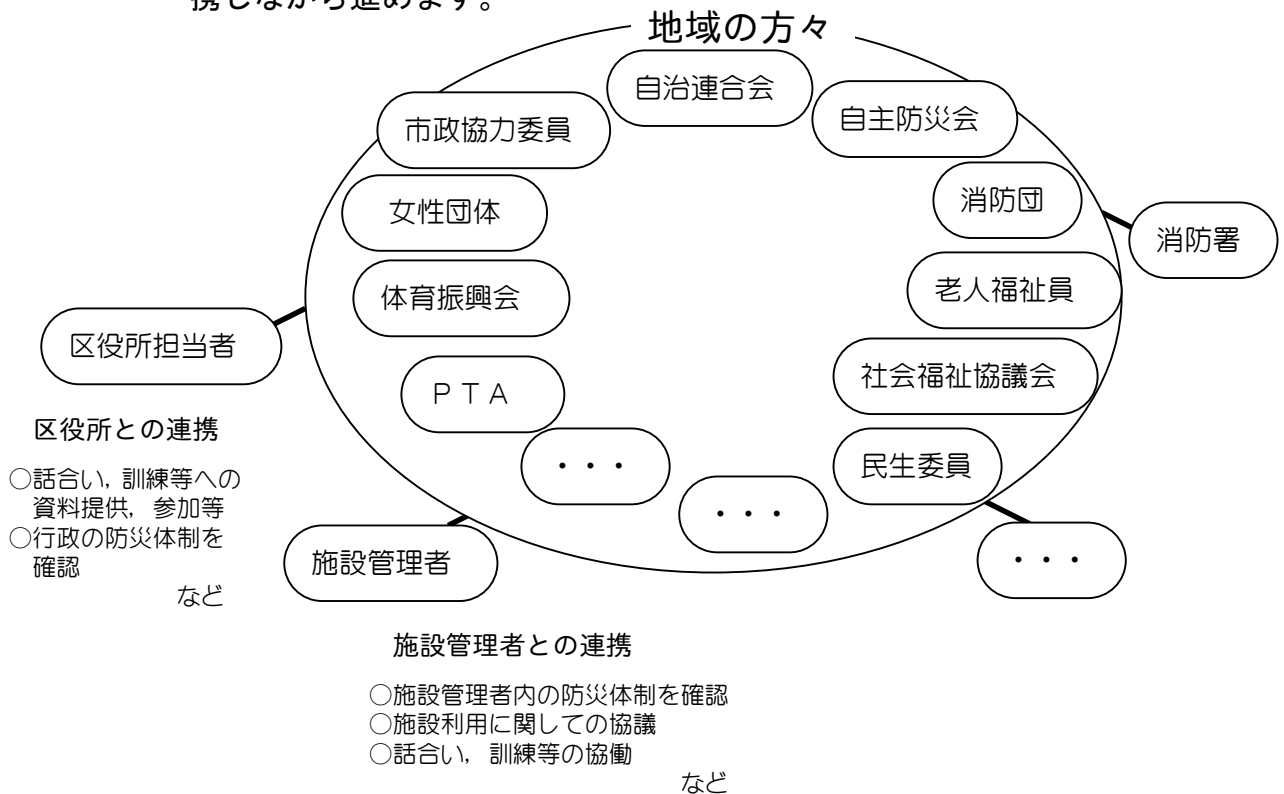 携しながら進めます。
地域の方々
自治連合会
市政協力委員
自主防災会
女性団体
消防団
消防署
体育振興会
老人福祉員
区役所担当者
ＰＴＡ
社会福祉協議会
・・・
民生委員
・・・
施設管理者
・・・
区役所との連携
○話合い，訓練等への
資料提供，参加等
○行政の防災体制を
確認
など
施設管理者との連携
○施設管理者内の防災体制を確認
○施設利用に関しての協議
○話合い，訓練等の協働
など